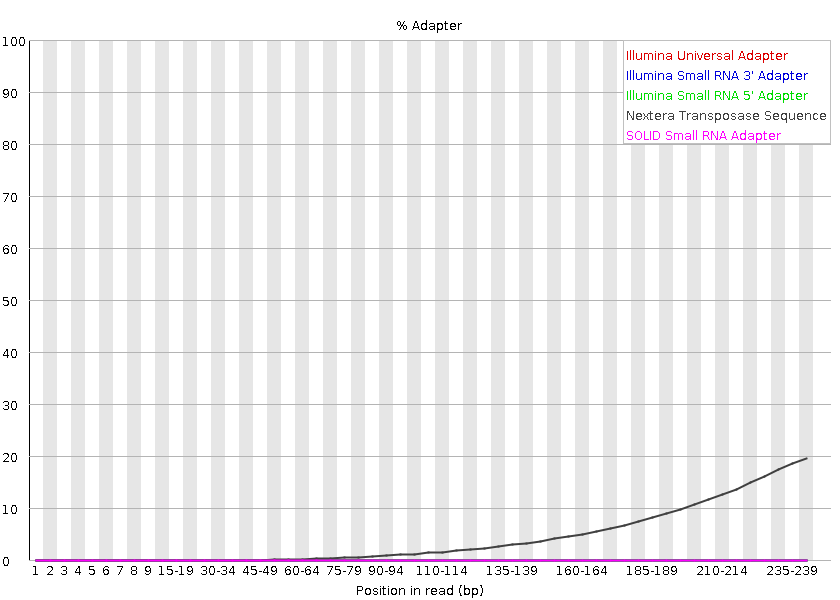 % Adapter
100
90
80
70
60
50
40
30
20
10
0
Illumina Universal Adapter
Illumina Small RNA 3' Adapter
Illumina Small RNA 5' Adapter
Nextera Transposase Sequence
SOLID Small RNA Adapter
1 2 3 4 5 6 7 8 9 15-19 30-34 45-49 60-64 75-79 90-94 110-114 135-139 160-164 185-189 210-214 235-239
Position in read (bp)